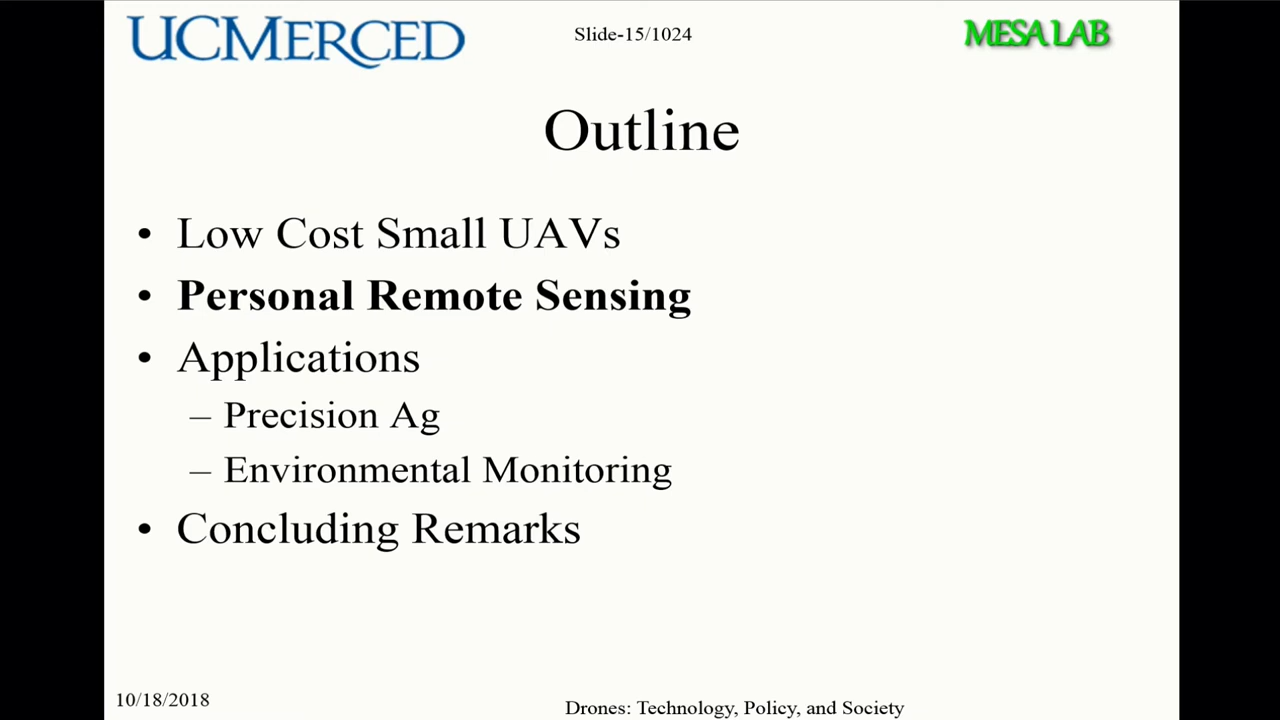 UCMERCED
Slide-15/1024
MESA LAB
Outline
• Low Cost Small UAVs
• Personal Remote Sensing
• Applications
– Precision Ag
– Environmental Monitoring
• Concluding Remarks
10/18/2018
Drones: Technology, Policy, and Society